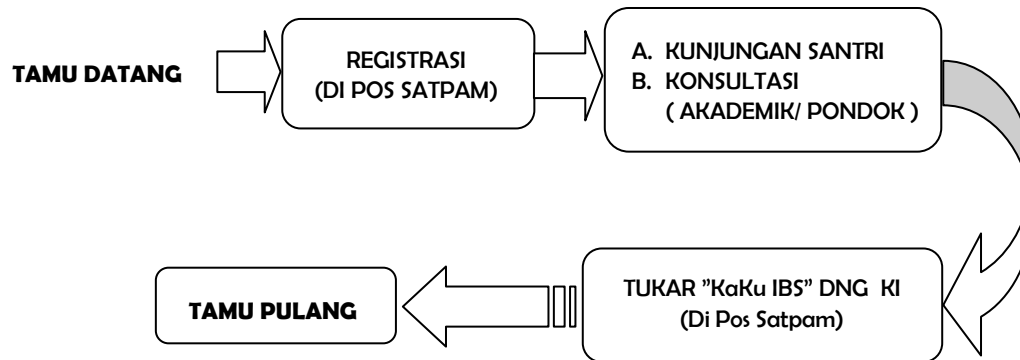 TAMU DATANG
REGISTRASI
(DI POS SATPAM)
A. KUNJUNGAN SANTRI
B. KONSULTASI
( AKADEMIK/ PONDOK )
TUKAR ”KaKu IBS” DNG KI
(Di Pos Satpam)
TAMU PULANG